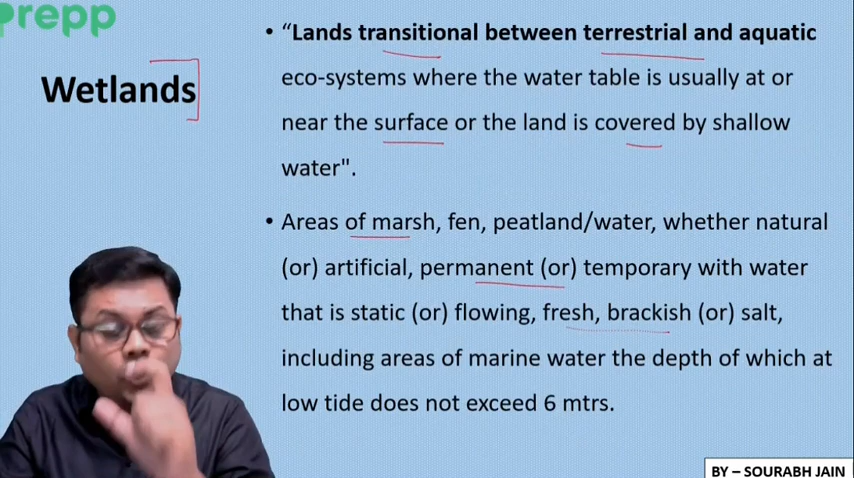 prepp
Wetlands
• “Lands transitional between terrestrial and aquatic
eco-systems where the water table is usually at or
near the surface or the land is covered by shallow
water".
• Areas of marsh, fen, peatland/water, whether natural
(or) artificial, permanent (or) temporary with water
that is static (or) flowing, fresh, brackish (or) salt,
including areas of marine water the depth of which at
low tide does not exceed 6 mtrs.
BY – SOURABH JAIN